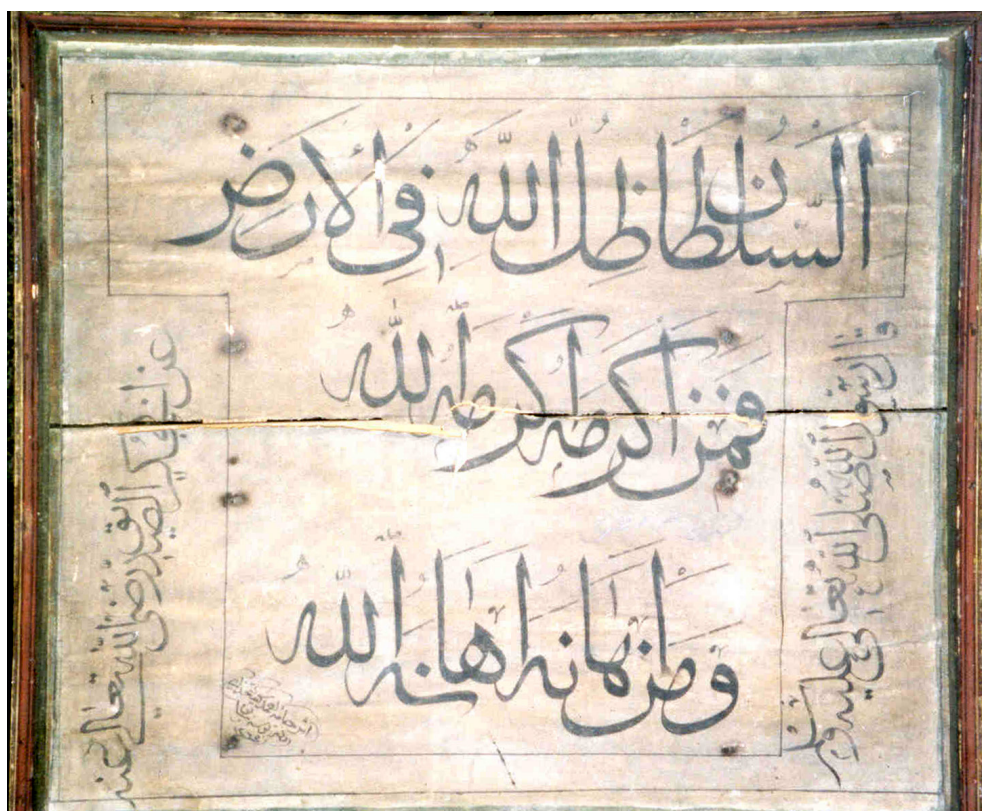 قال رسول الله صلى الله تعالى عليه وسلم
السلطان ظل الله في الارض
فمن اكرمه اكرمه الله
ومن اهانه اهانه الله
عن ابي بكر الصديق رضى الله تعالى عنه